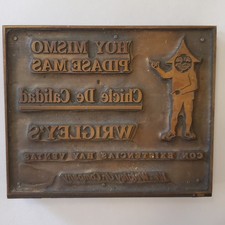 HOY MISMO
PIDASE MAS
Chicle De Calidad
WRIGLEY'S
CON EXISTENCIAS HAY VENTAS